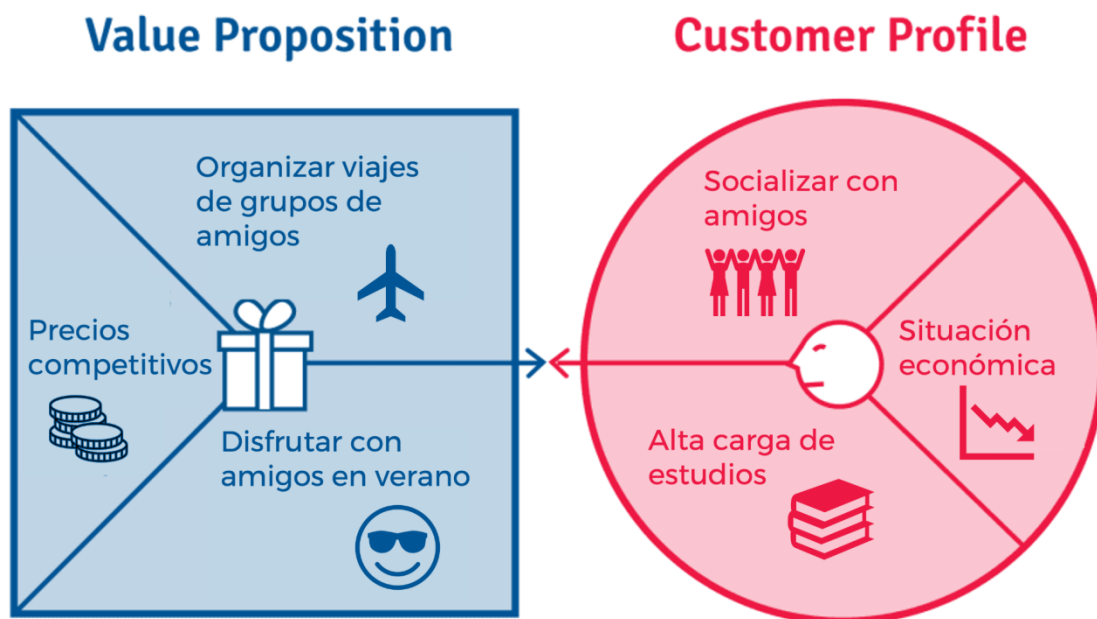 Value Proposition
Customer Profile
Organizar viajes
de grupos de
amigos
Precios
competitivos
Disfrutar con
amigos en verano
Socializar con
amigos
Situación
económica
Alta carga de
estudios